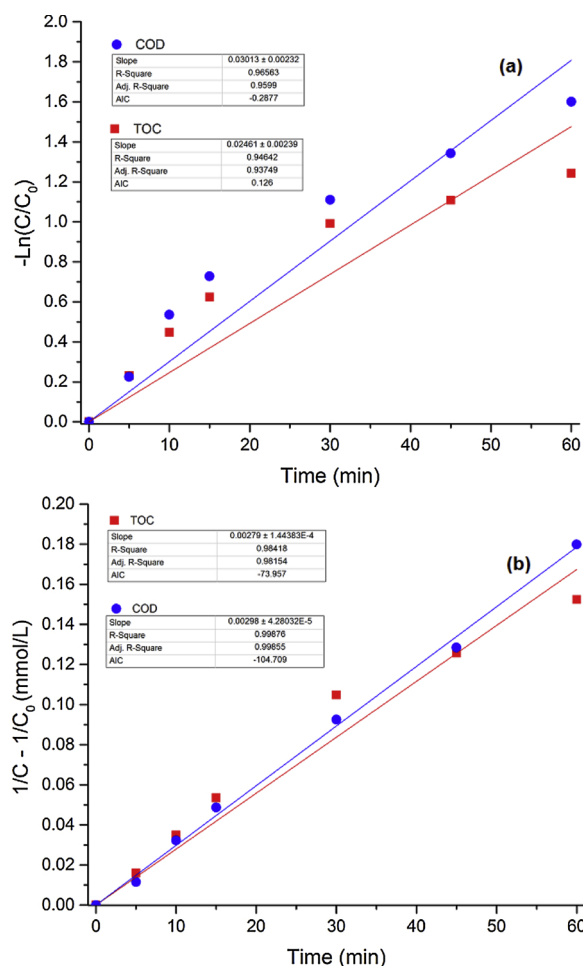 (a)
COD
Slope 0.03013 ± 0.00232
R-Square 0.96563
Adj. R-Square 0.9599
AIC -0.2877
TOC
Slope 0.02461 ± 0.00239
R-Square 0.94642
Adj. R-Square 0.93749
AIC 0.126
-Ln(C/C0)
-2.0
1.8
1.6
1.4
1.2
1.0
0.8
0.6
0.4
0.2
0.0
0 10 20 30 40 50 60
Time (min)
(b)
TOC
Slope 0.00279 ± 1.44383E-4
R-Square 0.98418
Adj. R-Square 0.98154
AIC -73.957
COD
Slope 0.00298 ± 4.28032E-5
R-Square 0.99876
Adj. R-Square 0.99855
AIC -104.709
1/C - 1/C0 (mmol/L)
0.20
0.18
0.16
0.14
0.12
0.10
0.08
0.06
0.04
0.02
0.00
0 10 20 30 40 50 60
Time (min)